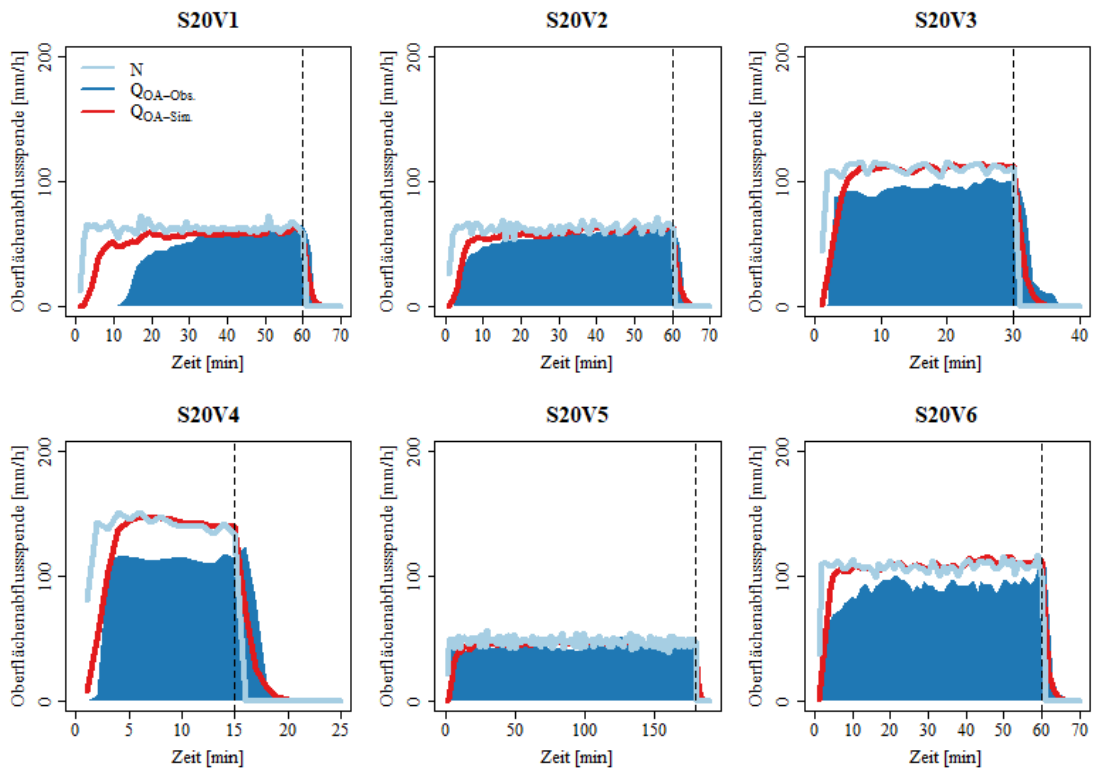 S20V1
S20V2
S20V3
Oberflächenabflussspende [mm/h]
0 100 200
N
QOA−Obs.
QOA−Sim.
0 10 20 30 40 50 60 70
Zeit [min]
Oberflächenabflussspende [mm/h]
0 100 200
0 10 20 30 40 50 60 70
Zeit [min]
Oberflächenabflussspende [mm/h]
0 100 200
0 10 20 30 40
Zeit [min]
S20V4
S20V5
S20V6
Oberflächenabflussspende [mm/h]
0 100 200
0 5 10 15 20 25
Zeit [min]
Oberflächenabflussspende [mm/h]
0 100 200
0 50 100 150
Zeit [min]
Oberflächenabflussspende [mm/h]
0 100 200
0 10 20 30 40 50 60 70
Zeit [min]